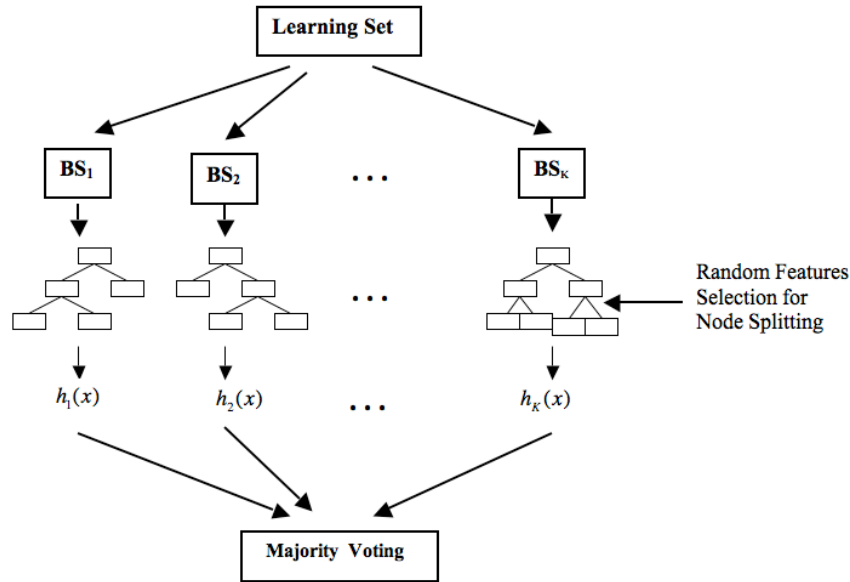 Learning Set
BS₁
BS₂
...
BSₖ
...
Random Features
Selection for
Node Splitting
h₁(x)
h₂(x)
...
hₖ(x)
Majority Voting